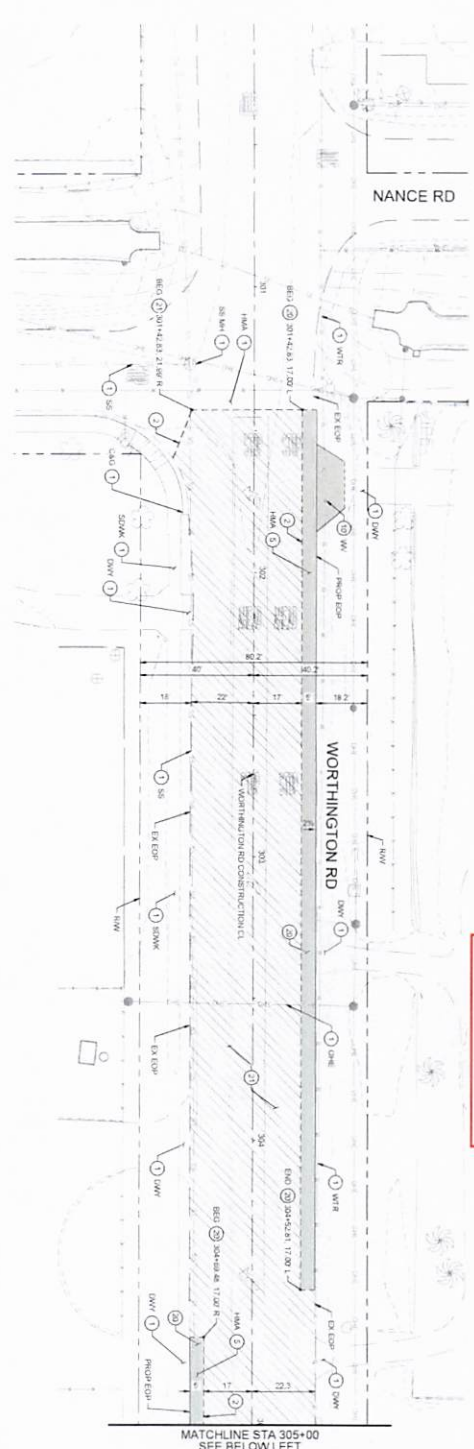 NANCE RD
301
BEG 21 301+42.83, 21.99' R
SS MH 1
HMA 1
BEG 20 301+42.83, 17.00' L
1 WTR
EX EOP
1 SS
2
C&G 1
SDWK 1
DWY 1
2
HMA 5
10 WV
1 DWY
PROP EOP
302
80.2'
40' 40.2'
18' 22' 17' 5' 18.2'
WORTHINGTON RD
1 SS
EX EOP
WORTHINGTON RD CONSTRUCTION CL
303
R/W
R/W
1 SDWK
20
DWY 1
EX EOP
1 OHE
21
304
1 DWY
1 WTR
END 20 304+52.81, 17.00' L
BEG 20 304+69.48, 17.00' R
EX EOP
HMA 5
20
DWY 1
PROP EOP
1 DWY
5' 17' 22.3'
2
MATCHLINE STA 305+00
SEE BELOW LEFT